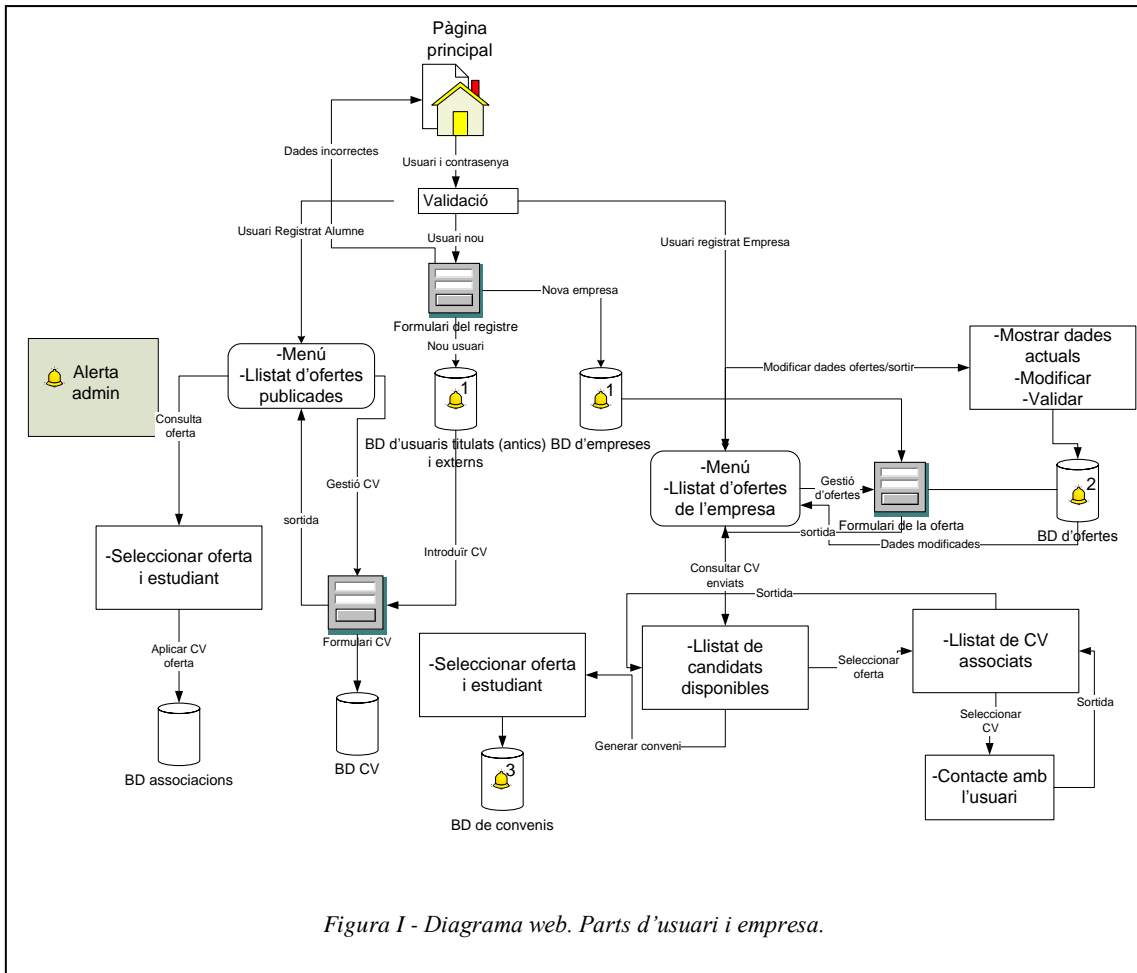 Pàgina
principal
Dades incorrectes
Usuari i contrasenya
Validació
Usuari Registrat Alumne
Usuari nou
Usuari registrat Empresa
Nova empresa
Formulari del registre
Nou usuari
-Mostrar dades
actuals
-Modificar
-Validar
Alerta
admin
-Menú
-Llistat d'ofertes
publicades
Modificar dades ofertes/sortir
1
1
Consulta
oferta
BD d'usuaris titulats (antics)
i externs
BD d'empreses
-Menú
-Llistat d'ofertes
de l'empresa
Gestió
d'ofertes
2
Gestió CV
sortida
Formulari de la oferta
BD d'ofertes
sortida
Dades modificades
-Seleccionar oferta
i estudiant
Introduïr CV
Consultar CV
enviats
Sortida
Formulari CV
Aplicar CV
oferta
-Seleccionar oferta
i estudiant
-Llistat de
candidats
disponibles
Seleccionar
oferta
-Llistat de CV
associats
Seleccionar
CV
Sortida
Generar conveni
BD associacions
BD CV
3
-Contacte amb
l'usuari
BD de convenis
Figura I - Diagrama web. Parts d'usuari i empresa.